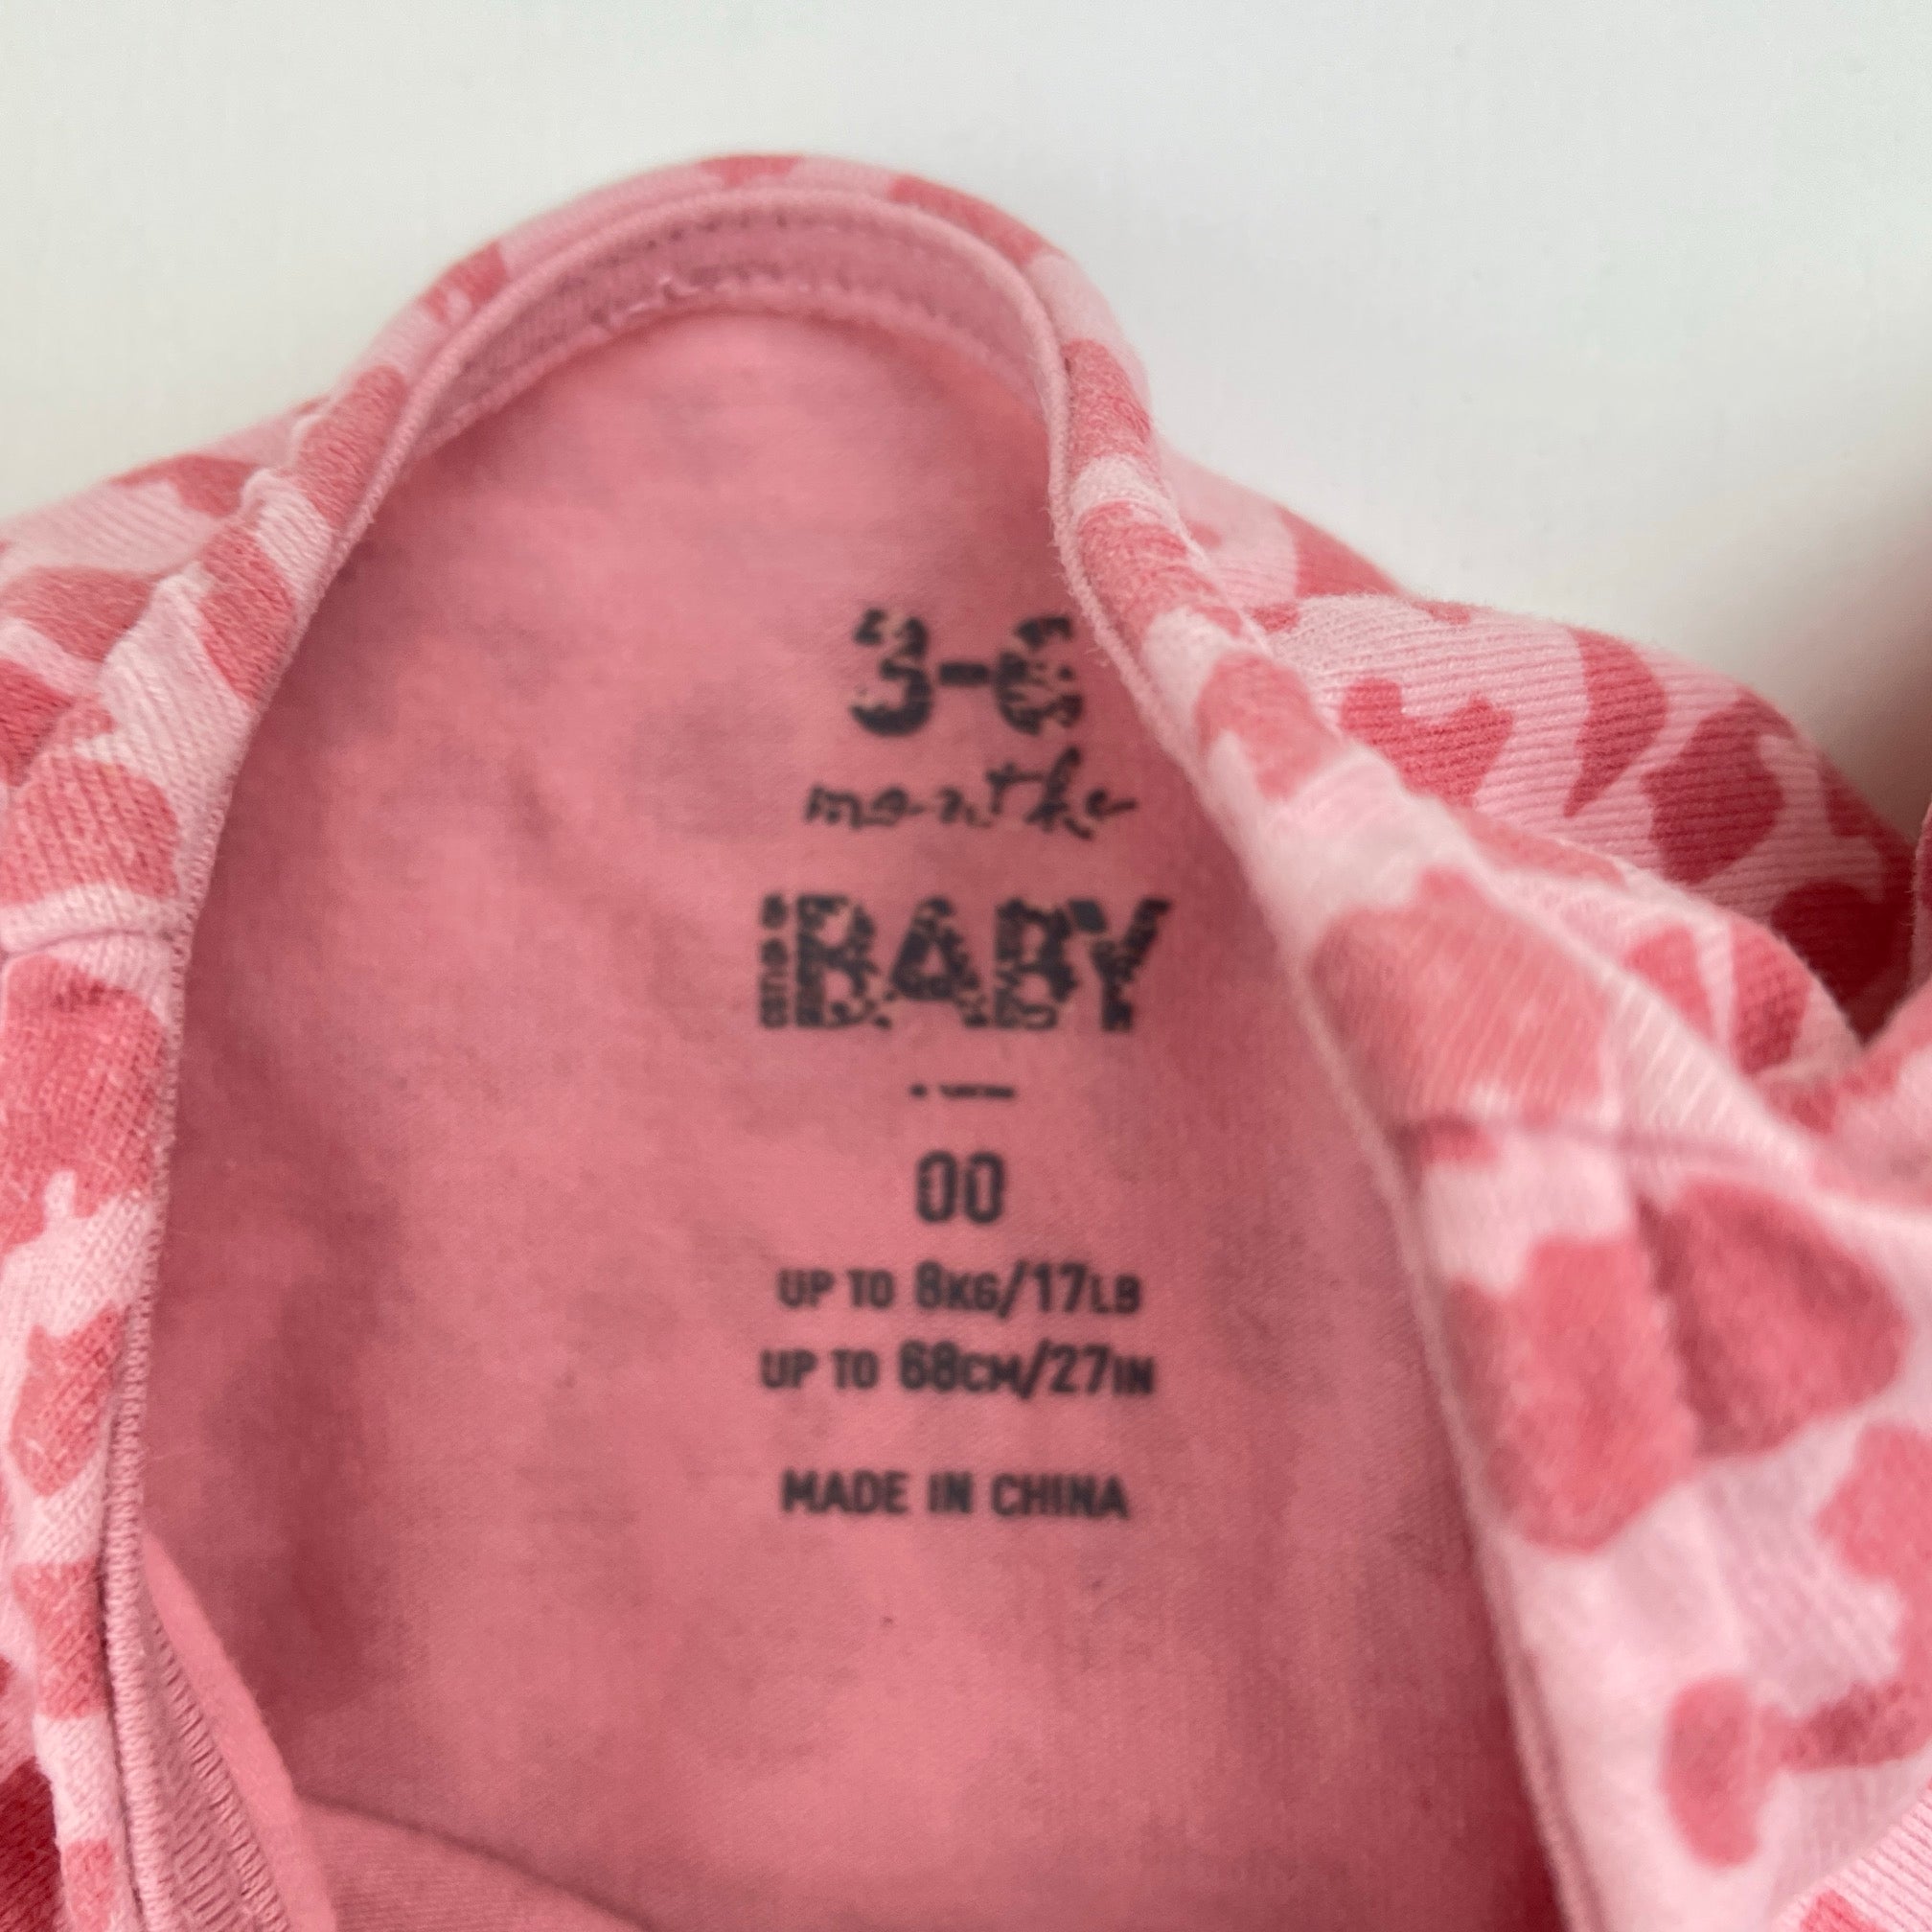 3-6
months
BABY
00
UP TO 8KG/17LB
UP TO 68CM/27IN
MADE IN CHINA